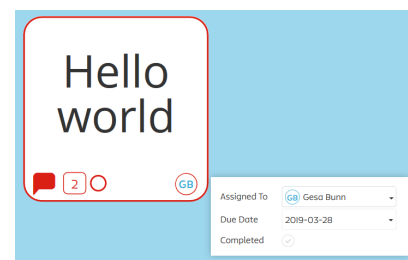 Hello
world
2 GB
Assigned To GB Gesa Bunn
Due Date 2019-03-28
Completed